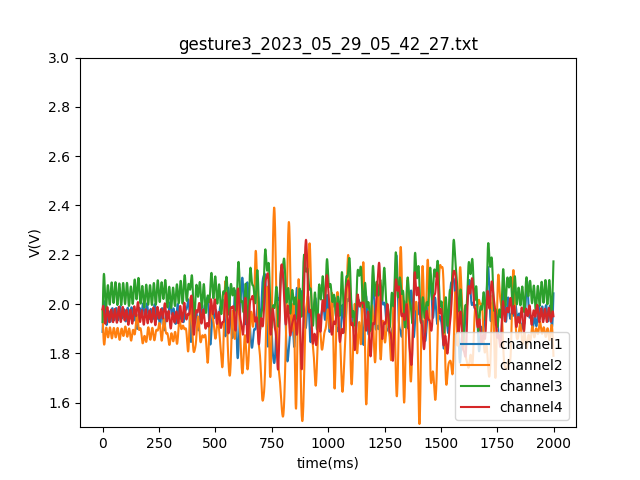 gesture3_2023_05_29_05_42_27.txt
V(V)
3.0
2.8
2.6
2.4
2.2
2.0
1.8
1.6
channel1
channel2
channel3
channel4
0 250 500 750 1000 1250 1500 1750 2000
time(ms)